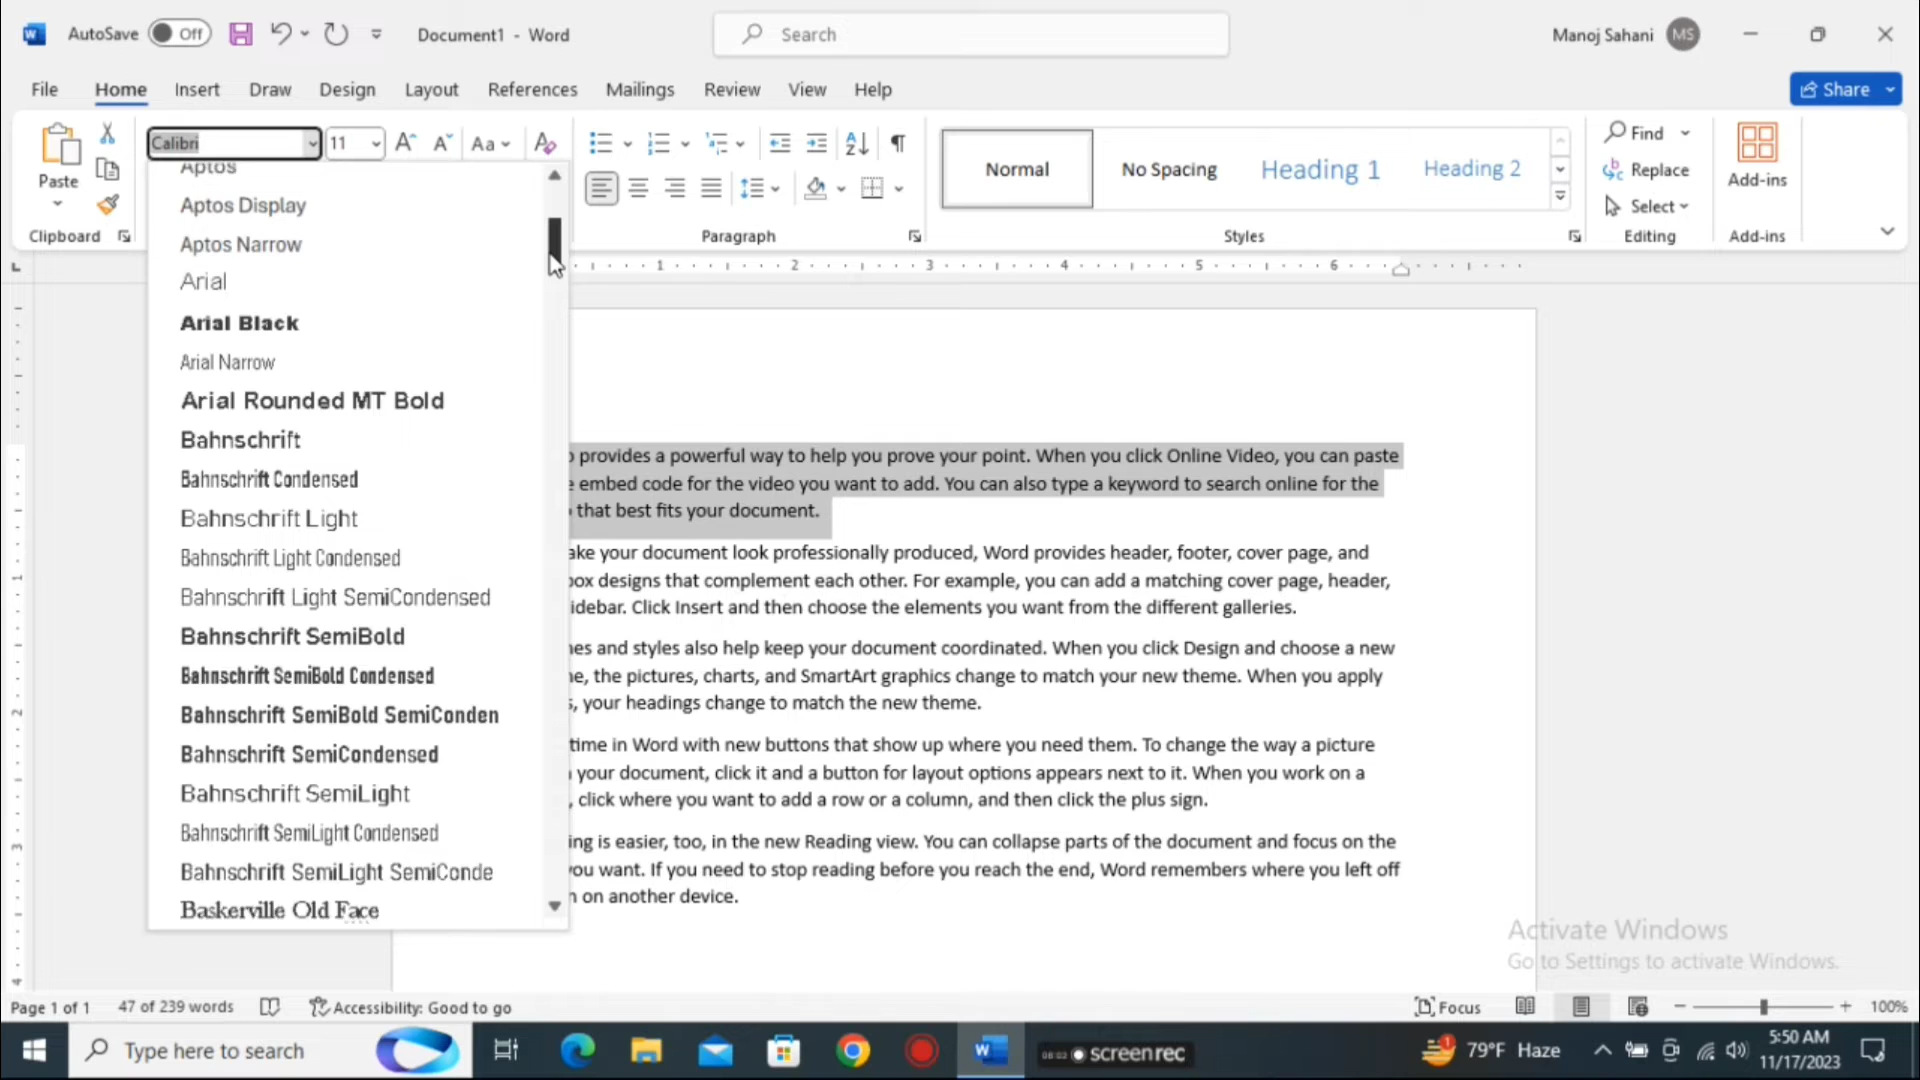 AutoSave Off Document1 - Word Search Manoj Sahani MS
File Home Insert Draw Design Layout References Mailings Review View Help Share
Paste Calibri 11 Aa Normal No Spacing Heading 1 Heading 2 Find Replace Select Add-ins
Clipboard Paragraph Styles Editing Add-ins
1 2 3 4 5 6
Aptos
Aptos Display
Aptos Narrow
Arial
Arial Black
Arial Narrow
Arial Rounded MT Bold
Bahnschrift
Bahnschrift Condensed
Bahnschrift Light
Bahnschrift Light Condensed
Bahnschrift Light SemiCondensed
Bahnschrift SemiBold
Bahnschrift SemiBold Condensed
Bahnschrift SemiBold SemiConden
Bahnschrift SemiCondensed
Bahnschrift SemiLight
Bahnschrift SemiLight Condensed
Bahnschrift SemiLight SemiConde
Baskerville Old Face
provides a powerful way to help you prove your point. When you click Online Video, you can paste
embed code for the video you want to add. You can also type a keyword to search online for the
that best fits your document.
ake your document look professionally produced, Word provides header, footer, cover page, and
box designs that complement each other. For example, you can add a matching cover page, header,
idebar. Click Insert and then choose the elements you want from the different galleries.
nes and styles also help keep your document coordinated. When you click Design and choose a new
e, the pictures, charts, and SmartArt graphics change to match your new theme. When you apply
s, your headings change to match the new theme.
time in Word with new buttons that show up where you need them. To change the way a picture
your document, click it and a button for layout options appears next to it. When you work on a
, click where you want to add a row or a column, and then click the plus sign.
ing is easier, too, in the new Reading view. You can collapse parts of the document and focus on the
you want. If you need to stop reading before you reach the end, Word remembers where you left off
on another device.
Activate Windows
Go to Settings to activate Windows.
Page 1 of 1 47 of 239 words Accessibility: Good to go Focus 100%
Type here to search screenrec 79°F Haze 5:50 AM
11/17/2023